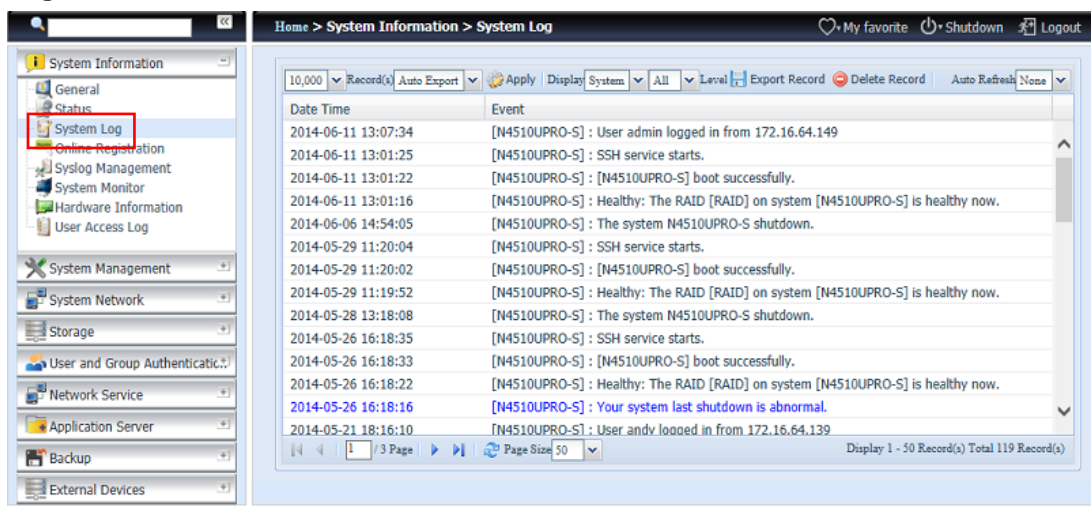 Home > System Information > System Log
My favorite Shutdown Logout
System Information
General
Status
System Log
Online Registration
Syslog Management
System Monitor
Hardware Information
User Access Log
System Management
System Network
Storage
User and Group Authenticatic..
Network Service
Application Server
Backup
External Devices
10,000 Record(s) Auto Export Apply Display System All Level Export Record Delete Record Auto Refresh None
Date Time Event
2014-06-11 13:07:34 [N4510UPRO-S] : User admin logged in from 172.16.64.149
2014-06-11 13:01:25 [N4510UPRO-S] : SSH service starts.
2014-06-11 13:01:22 [N4510UPRO-S] : [N4510UPRO-S] boot successfully.
2014-06-11 13:01:16 [N4510UPRO-S] : Healthy: The RAID [RAID] on system [N4510UPRO-S] is healthy now.
2014-06-06 14:54:05 [N4510UPRO-S] : The system N4510UPRO-S shutdown.
2014-05-29 11:20:04 [N4510UPRO-S] : SSH service starts.
2014-05-29 11:20:02 [N4510UPRO-S] : [N4510UPRO-S] boot successfully.
2014-05-29 11:19:52 [N4510UPRO-S] : Healthy: The RAID [RAID] on system [N4510UPRO-S] is healthy now.
2014-05-28 13:18:08 [N4510UPRO-S] : The system N4510UPRO-S shutdown.
2014-05-26 16:18:35 [N4510UPRO-S] : SSH service starts.
2014-05-26 16:18:33 [N4510UPRO-S] : [N4510UPRO-S] boot successfully.
2014-05-26 16:18:22 [N4510UPRO-S] : Healthy: The RAID [RAID] on system [N4510UPRO-S] is healthy now.
2014-05-26 16:18:16 [N4510UPRO-S] : Your system last shutdown is abnormal.
2014-05-21 18:16:10 [N4510UPRO-S] : User andy logged in from 172.16.64.139
1 / 3 Page Page Size 50 Display 1 - 50 Record(s) Total 119 Record(s)